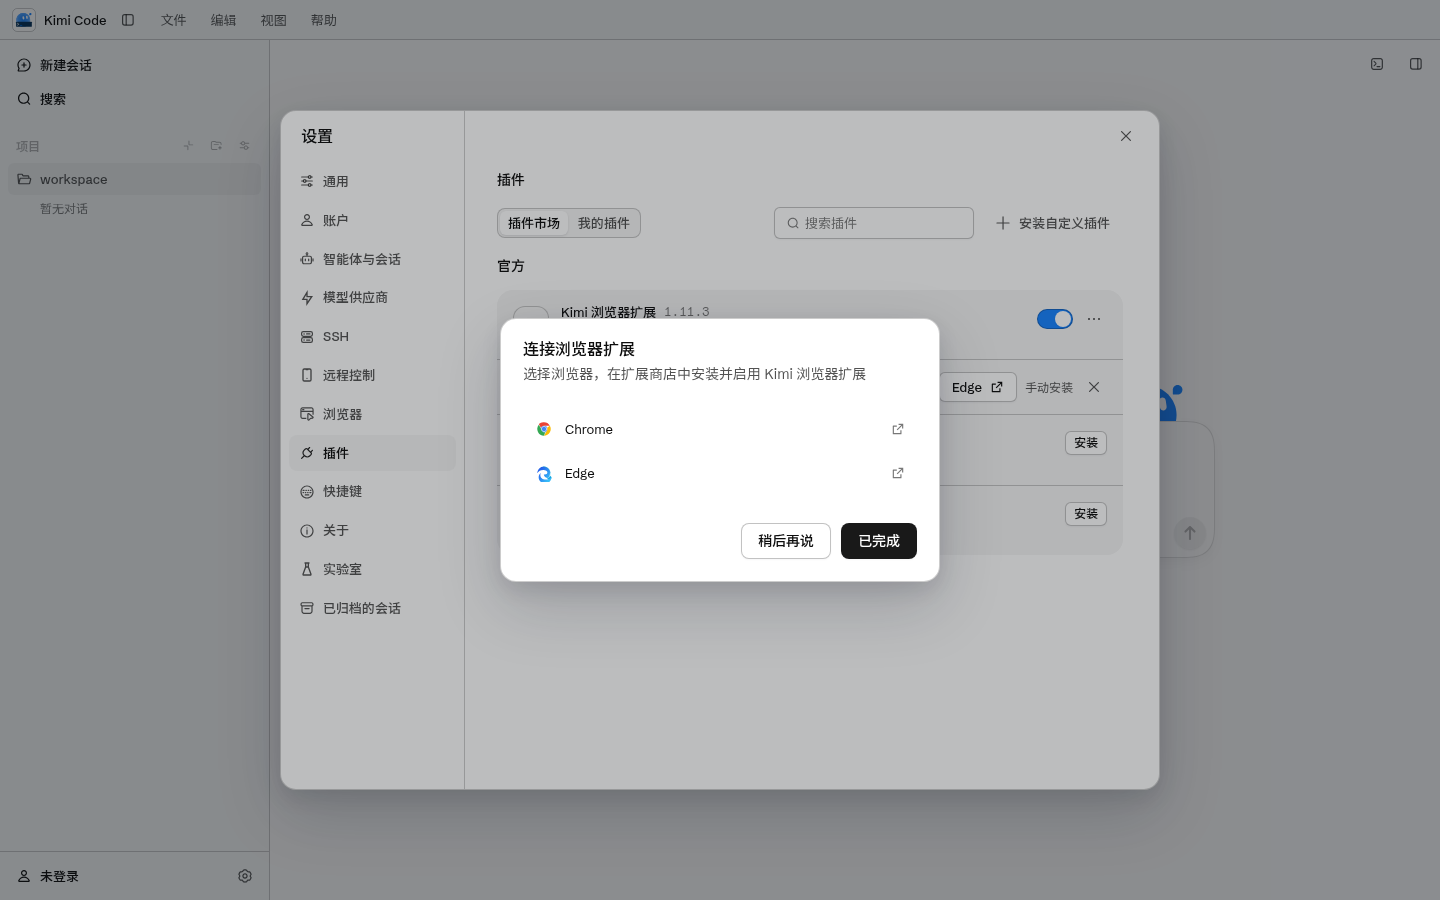 Kimi Code 文件 编辑 视图 帮助
新建会话
搜索
项目
workspace
暂无对话
未登录
设置
通用
账户
智能体与会话
模型供应商
SSH
远程控制
浏览器
插件
快捷键
关于
实验室
已归档的会话
插件
插件市场 我的插件 搜索插件 安装自定义插件
官方
Kimi 浏览器扩展 1.11.3
Edge 手动安装
安装
安装
连接浏览器扩展
选择浏览器，在扩展商店中安装并启用 Kimi 浏览器扩展
Chrome
Edge
稍后再说 已完成